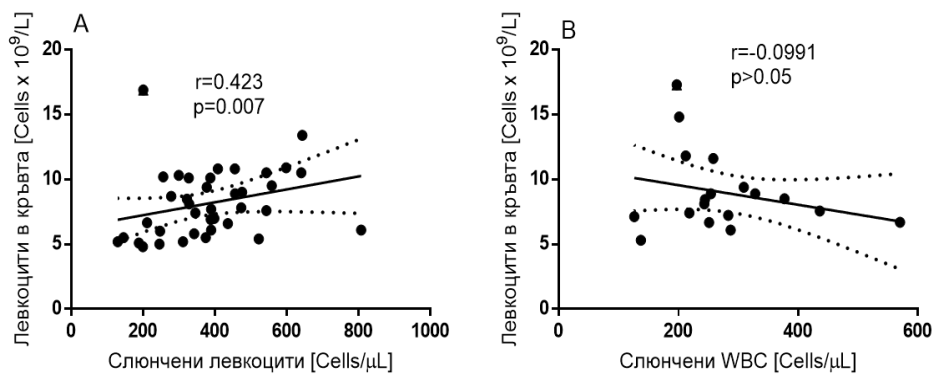 A
Левкоцити в кръвта [Cells x 10⁹/L]
20
15
10
5
0
r=0.423
p=0.007
0 200 400 600 800 1000
Слюнчени левкоцити [Cells/µL]
B
Левкоцити в кръвта [Cells x 10⁹/L]
20
15
10
5
0
r=-0.0991
p>0.05
0 200 400 600
Слюнчени WBC [Cells/µL]